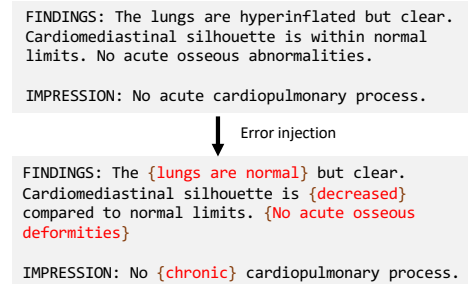 FINDINGS: The lungs are hyperinflated but clear.
Cardiomediastinal silhouette is within normal
limits. No acute osseous abnormalities.
IMPRESSION: No acute cardiopulmonary process.
Error injection
FINDINGS: The {lungs are normal} but clear.
Cardiomediastinal silhouette is {decreased}
compared to normal limits. {No acute osseous
deformities}
IMPRESSION: No {chronic} cardiopulmonary process.